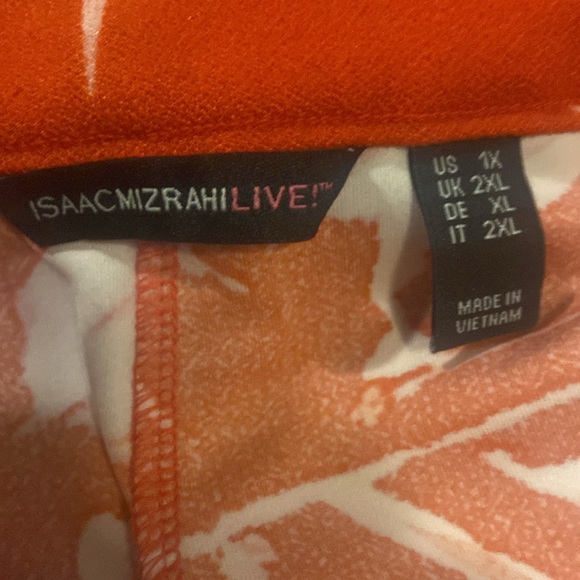 ISAACMIZRAHILIVE!™
US 1X
UK 2XL
DE XL
IT 2XL
MADE IN
VIETNAM